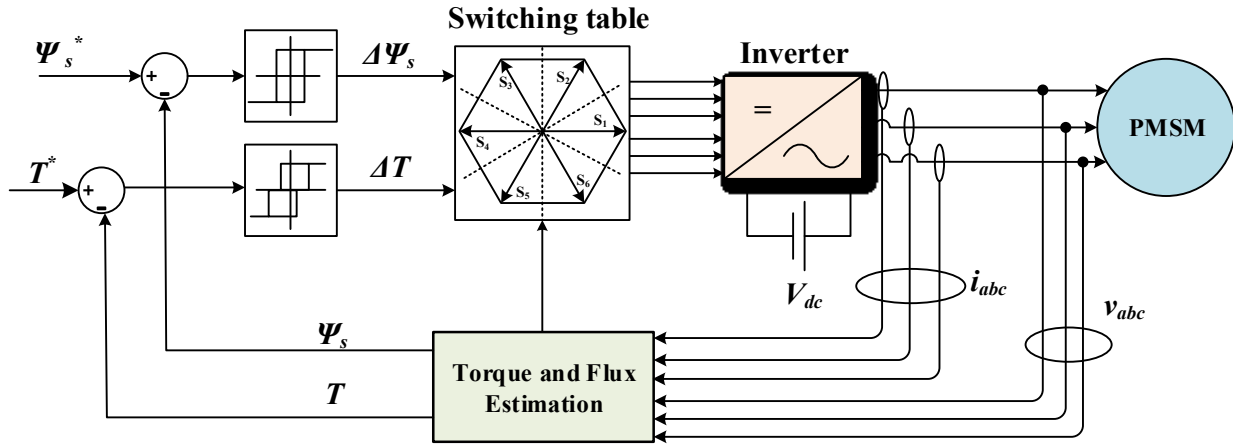 Switching table
Ψs*
+
-
ΔΨs
Inverter
S3
S2
S4
S1
S5
S6
=
PMSM
T*
+
-
ΔT
Vdc
iabc
vabc
Ψs
T
Torque and Flux
Estimation